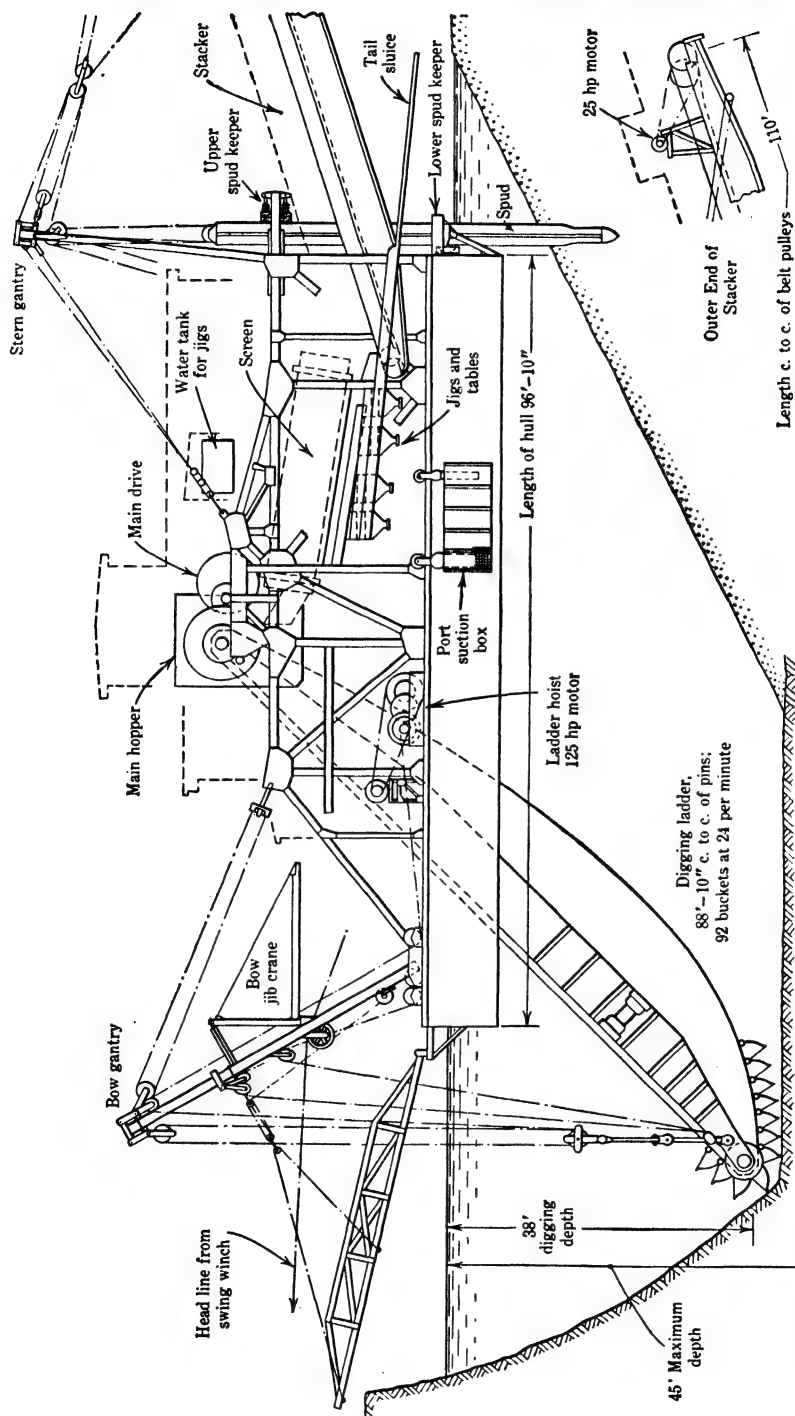 Stern gantry
Water tank
for jigs
Main drive
Main hopper
Bow gantry
Head line from
swing winch
Bow
jib crane
Stacker
Upper
spud keeper
Screen
Tail
sluice
Lower spud keeper
Spud
Jigs and
tables
Length of hull 96'-10"
Port
suction
box
Ladder hoist
125 hp motor
Digging ladder,
88'-10" c. to c. of pins;
92 buckets at 24 per minute
38'
digging
depth
45' Maximum
depth
25 hp motor
110'
Outer End of
Stacker
Length c. to c. of belt pulleys